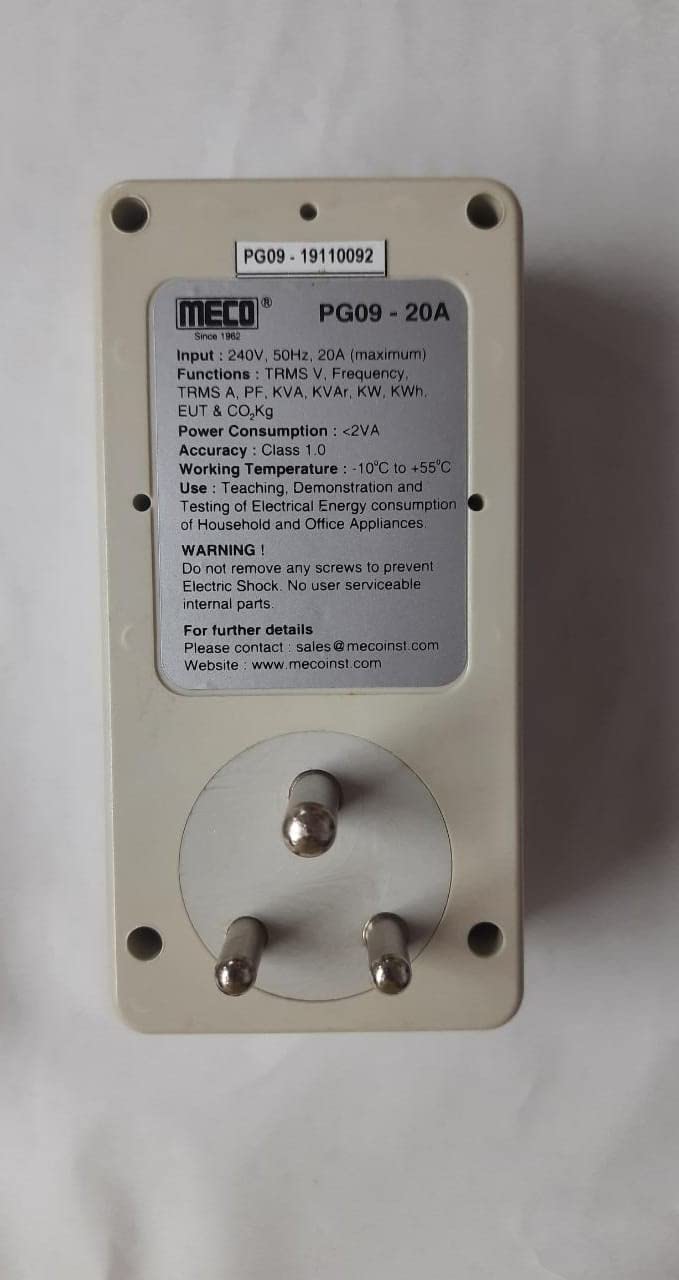 PG09 - 19110092
MECO® PG09 - 20A
Since 1962
Input : 240V, 50Hz, 20A (maximum)
Functions : TRMS V, Frequency,
TRMS A, PF, KVA, KVAr, KW, KWh,
EUT & CO₂Kg
Power Consumption : <2VA
Accuracy : Class 1.0
Working Temperature : -10°C to +55°C
Use : Teaching, Demonstration and
Testing of Electrical Energy consumption
of Household and Office Appliances.
WARNING !
Do not remove any screws to prevent
Electric Shock. No user serviceable
internal parts.
For further details
Please contact : sales@mecoinst.com
Website : www.mecoinst.com